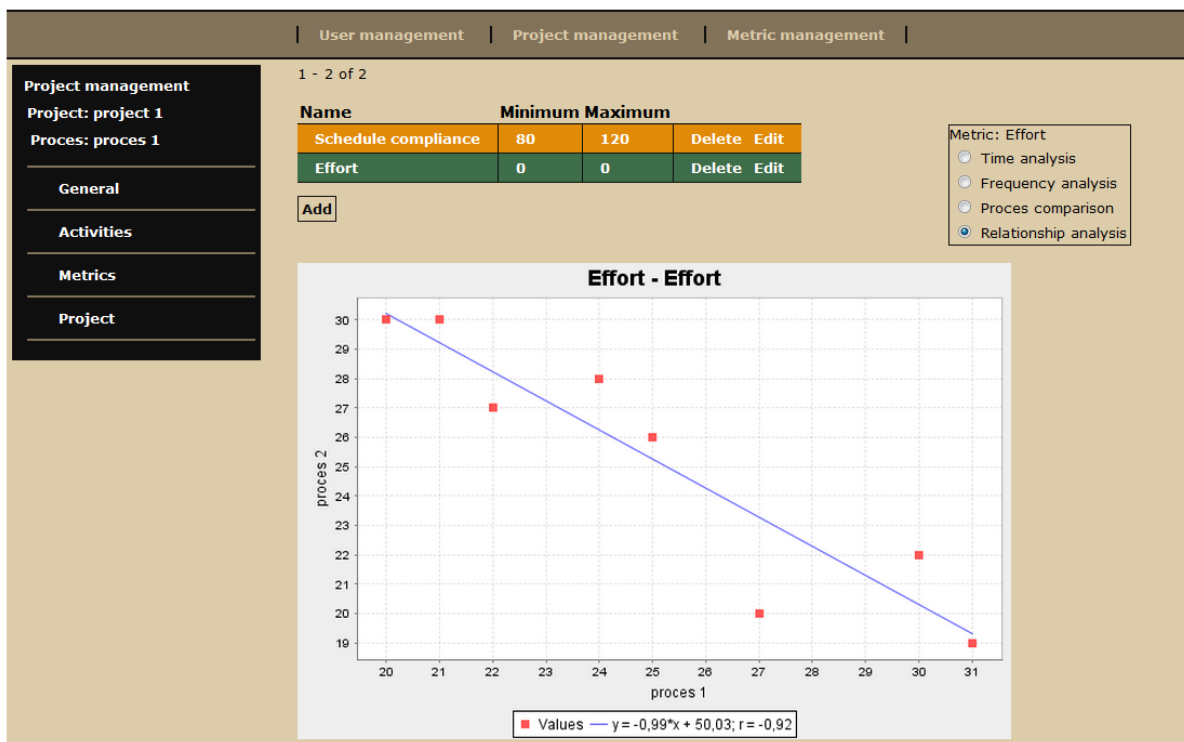 User management Project management Metric management
Project management
Project: project 1
Proces: proces 1
General
Activities
Metrics
Project
1 - 2 of 2
Name Minimum Maximum
Schedule compliance 80 120 Delete Edit
Effort 0 0 Delete Edit
Add
Metric: Effort
Time analysis
Frequency analysis
Proces comparison
Relationship analysis
Effort - Effort
proces 2
30
29
28
27
26
25
24
23
22
21
20
19
20 21 22 23 24 25 26 27 28 29 30 31
proces 1
Values y = -0,99*x + 50,03; r = -0,92